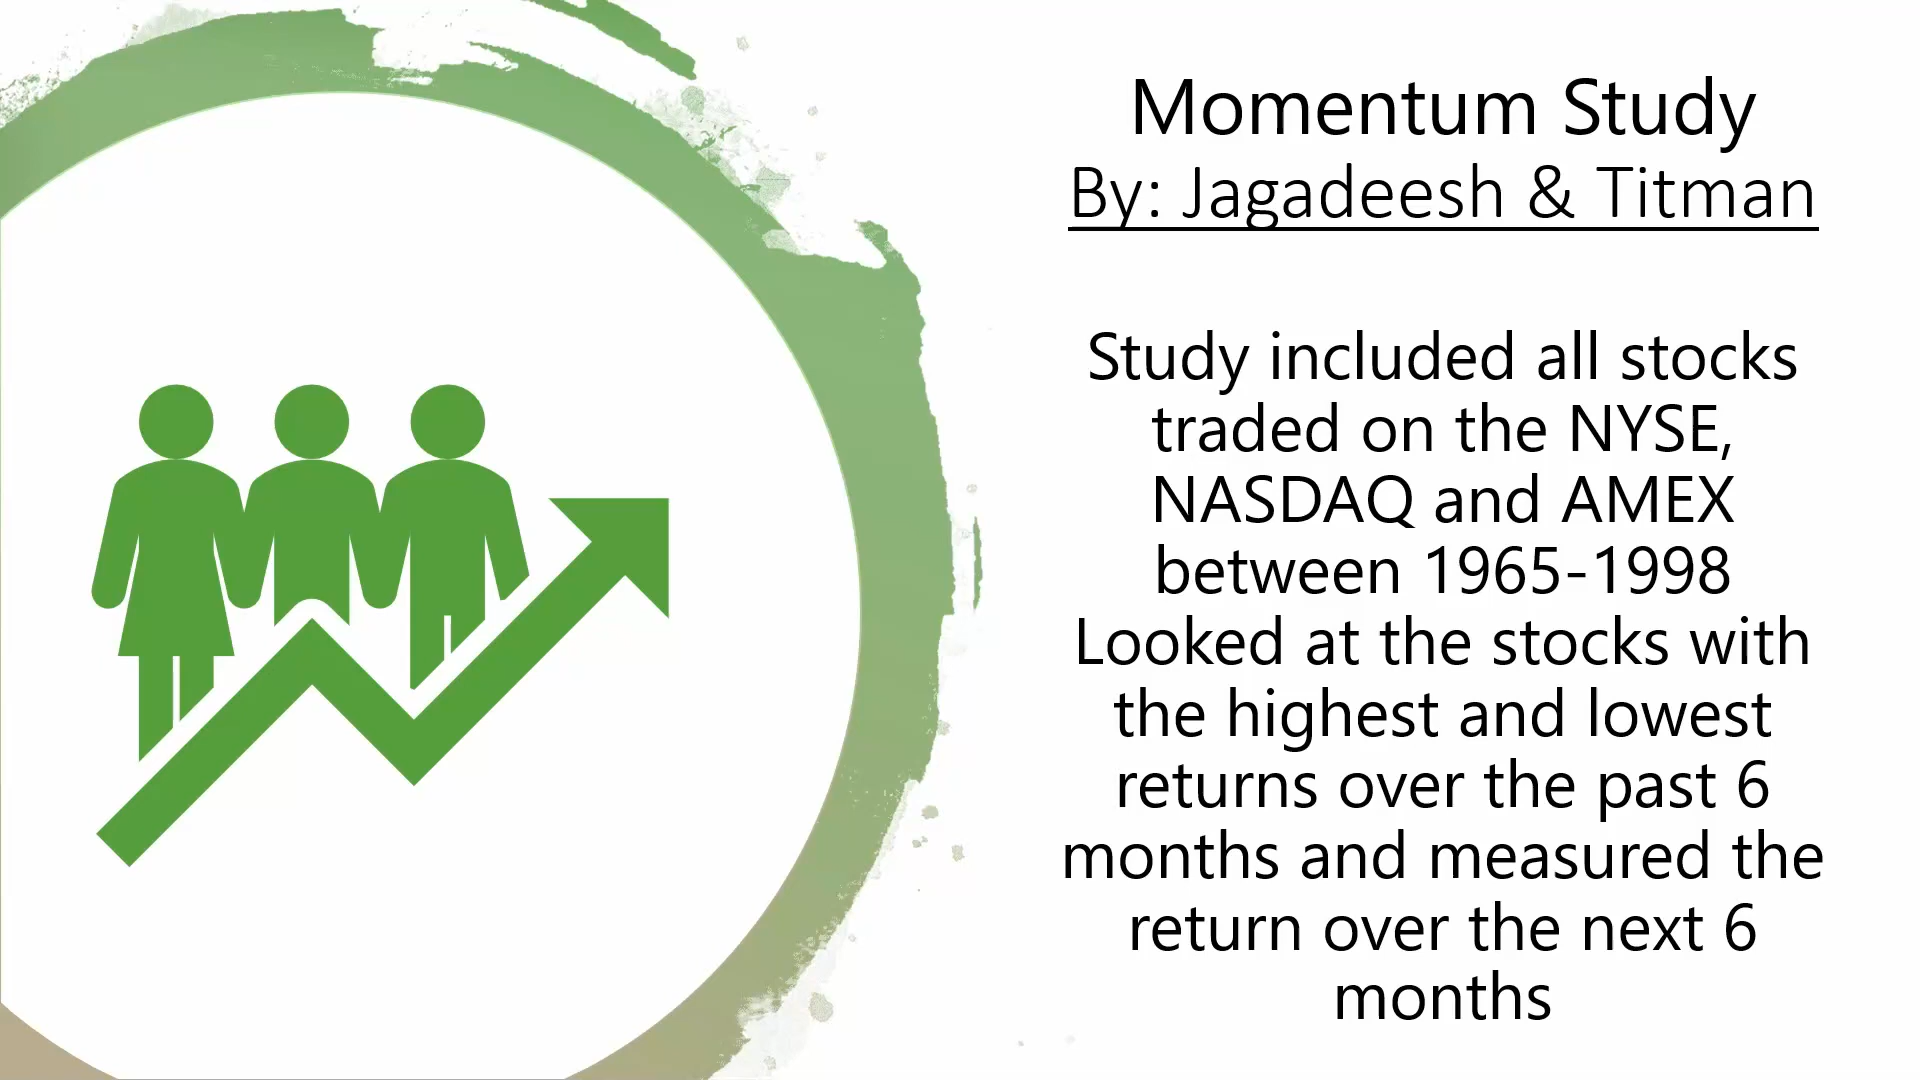 Momentum Study
By: Jagadeesh & Titman
Study included all stocks
traded on the NYSE,
NASDAQ and AMEX
between 1965-1998
Looked at the stocks with
the highest and lowest
returns over the past 6
months and measured the
return over the next 6
months